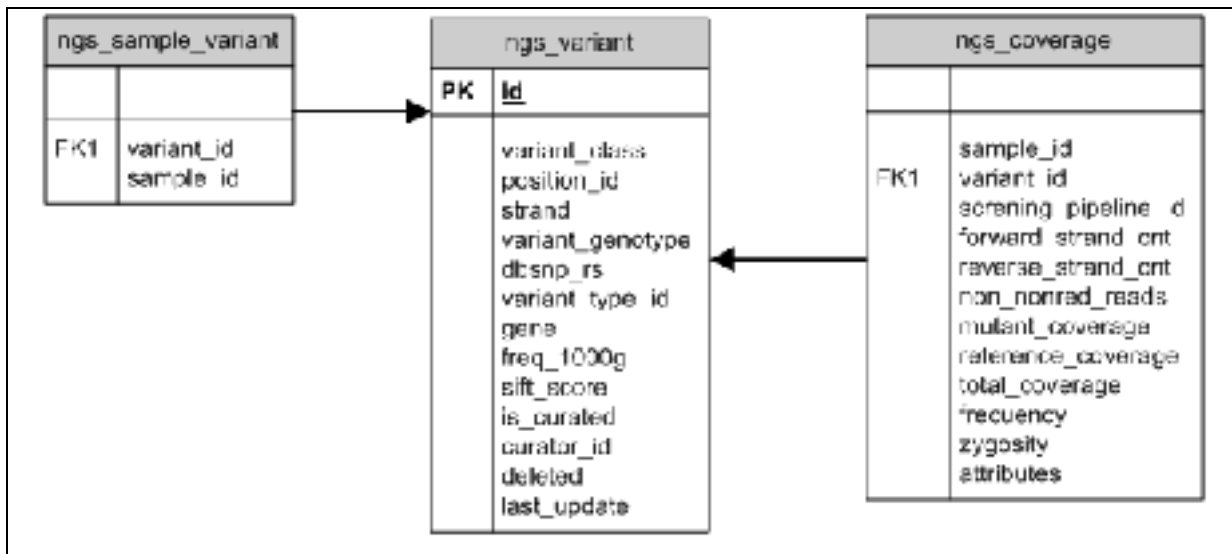 ngs_sample_variant
FK1 variant_id
sample_id
ngs_variant
PK Id
variant_class
position_id
strand
variant_genotype
dbsnp_rs
variant_type_id
gene
freq_1000g
sift_score
is_curated
curator_id
deleted
last_update
ngs_coverage
sample_id
FK1 variant_id
screning_pipeline_id
forward_strand_cnt
reverse_strand_cnt
non_nonred_reads
mutant_coverage
reference_coverage
total_coverage
frecuency
zygosity
attributes